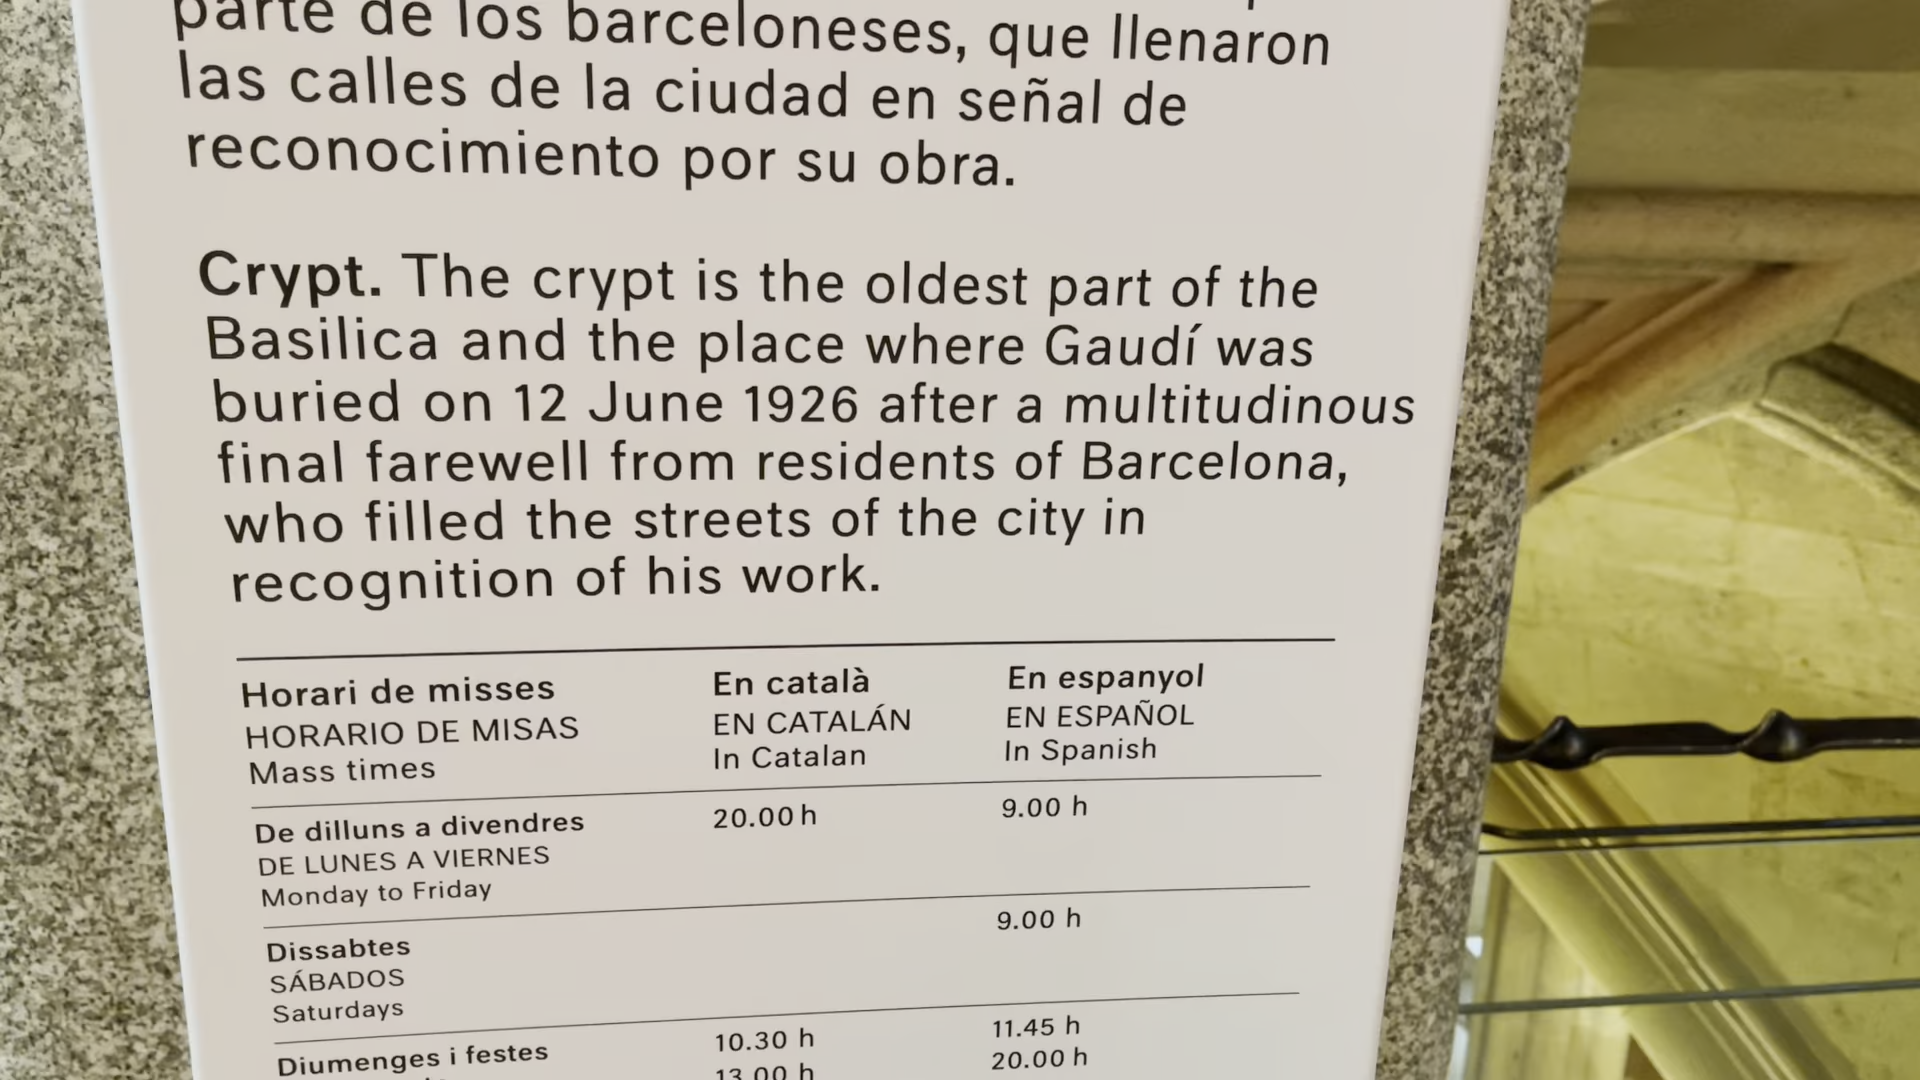 parte de los barceloneses, que llenaron
las calles de la ciudad en señal de
reconocimiento por su obra.
Crypt. The crypt is the oldest part of the
Basilica and the place where Gaudí was
buried on 12 June 1926 after a multitudinous
final farewell from residents of Barcelona,
who filled the streets of the city in
recognition of his work.
Horari de misses
HORARIO DE MISAS
Mass times
En català
EN CATALÁN
In Catalan
En espanyol
EN ESPAÑOL
In Spanish
De dilluns a divendres
DE LUNES A VIERNES
Monday to Friday
20.00 h
9.00 h
Dissabtes
SÁBADOS
Saturdays
9.00 h
Diumenges i festes
10.30 h
13.00 h
11.45 h
20.00 h